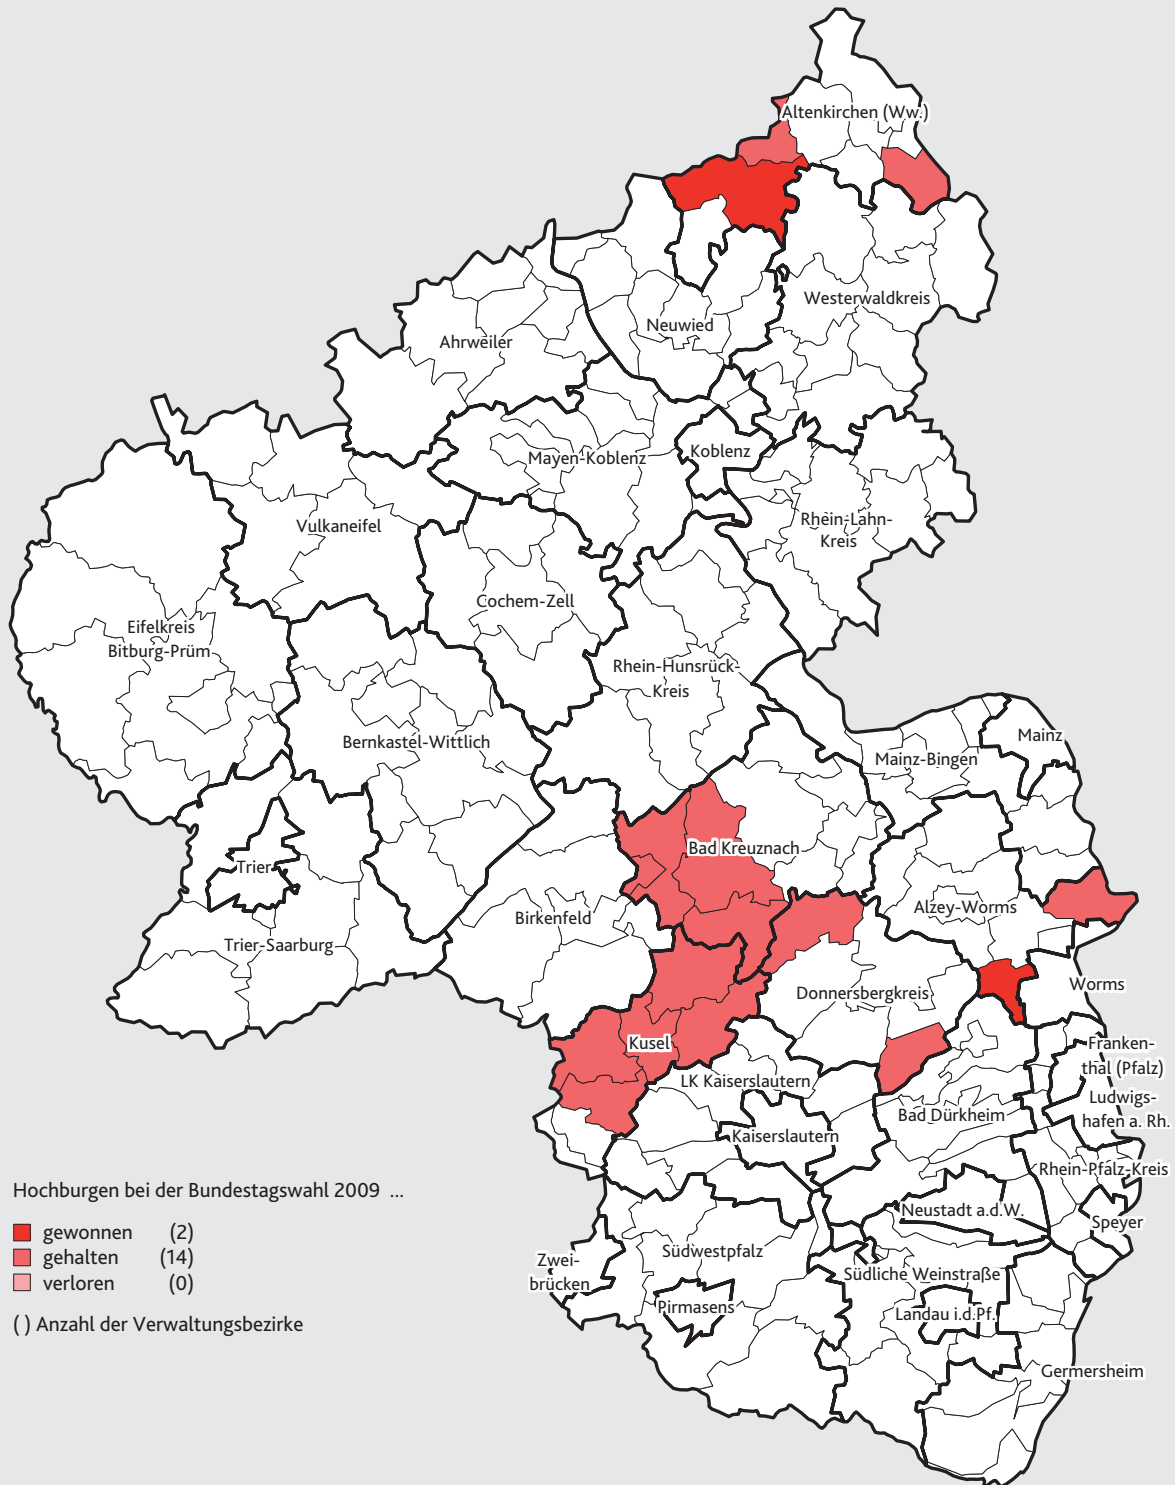 Altenkirchen (Ww.)
Westerwaldkreis
Neuwied
Ahrweiler
Mayen-Koblenz
Koblenz
Rhein-Lahn-
Kreis
Vulkaneifel
Cochem-Zell
Eifelkreis
Bitburg-Prüm
Rhein-Hunsrück-
Kreis
Bernkastel-Wittlich
Mainz
Mainz-Bingen
Bad Kreuznach
Trier
Birkenfeld
Alzey-Worms
Trier-Saarburg
Worms
Donnersbergkreis
Kusel
Franken-
thal (Pfalz)
LK Kaiserslautern
Ludwigs-
hafen a. Rh.
Bad Dürkheim
Kaiserslautern
Rhein-Pfalz-Kreis
Neustadt a.d.W.
Speyer
Südwestpfalz
Zwei-
brücken
Südliche Weinstraße
Pirmasens
Landau i.d.Pf.
Germersheim
Hochburgen bei der Bundestagswahl 2009 ...
gewonnen (2)
gehalten (14)
verloren (0)
( ) Anzahl der Verwaltungsbezirke